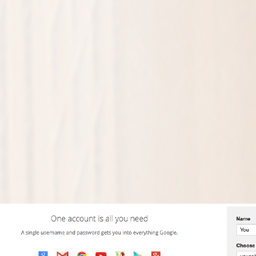 One account is all you need
Name
You
A single username and password gets you into everything Google.
Choose